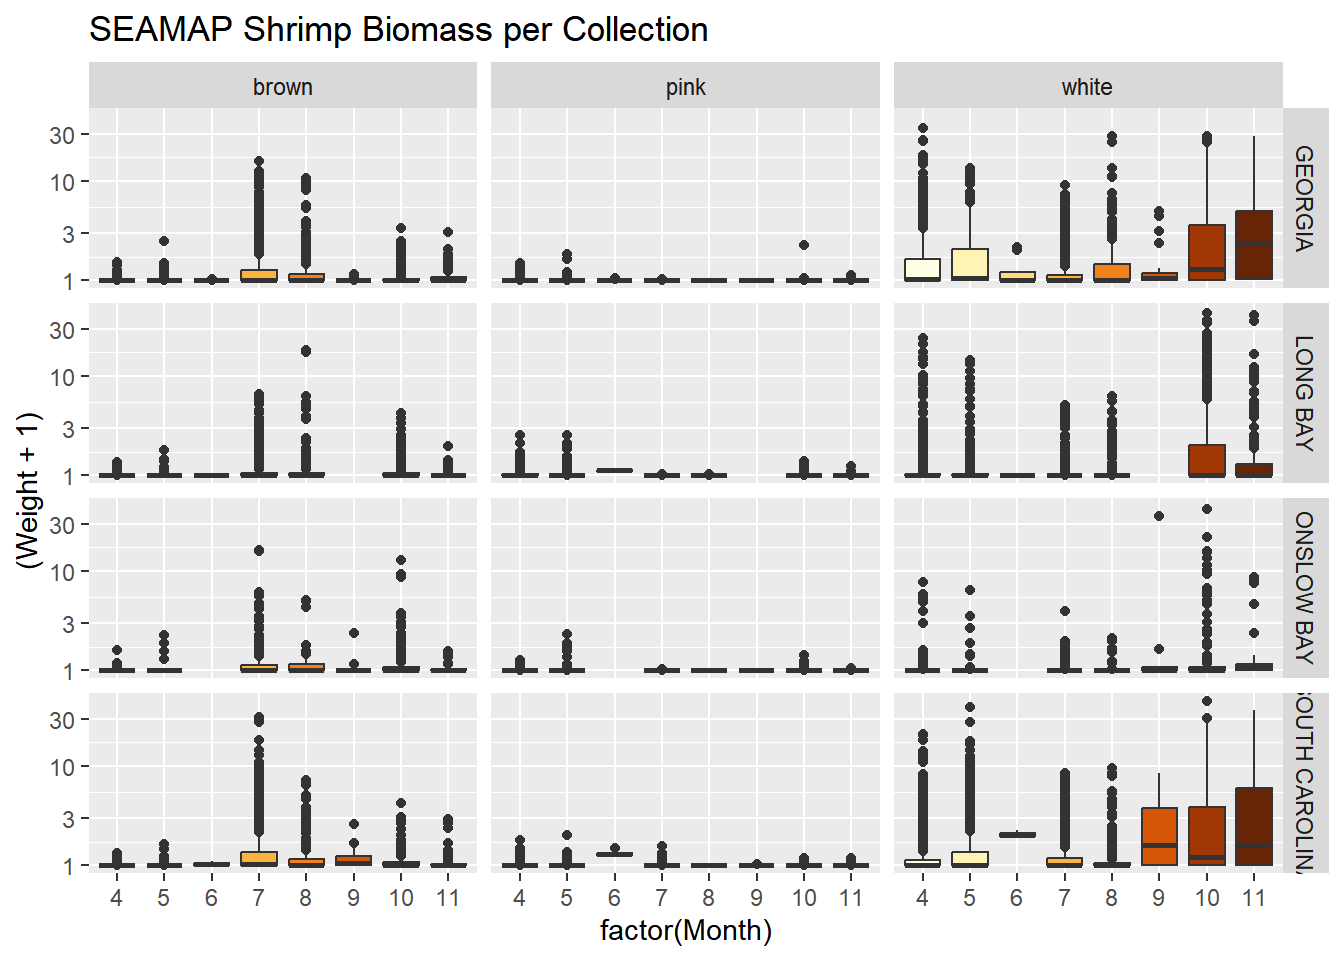 SEAMAP Shrimp Biomass per Collection
brown pink white
30
10
3
1
GEORGIA
30
10
3
1
LONG BAY
30
10
3
1
ONSLOW BAY
30
10
3
1
SOUTH CAROLIN
(Weight + 1)
4 5 6 7 8 9 10 11
4 5 6 7 8 9 10 11
4 5 6 7 8 9 10 11
factor(Month)